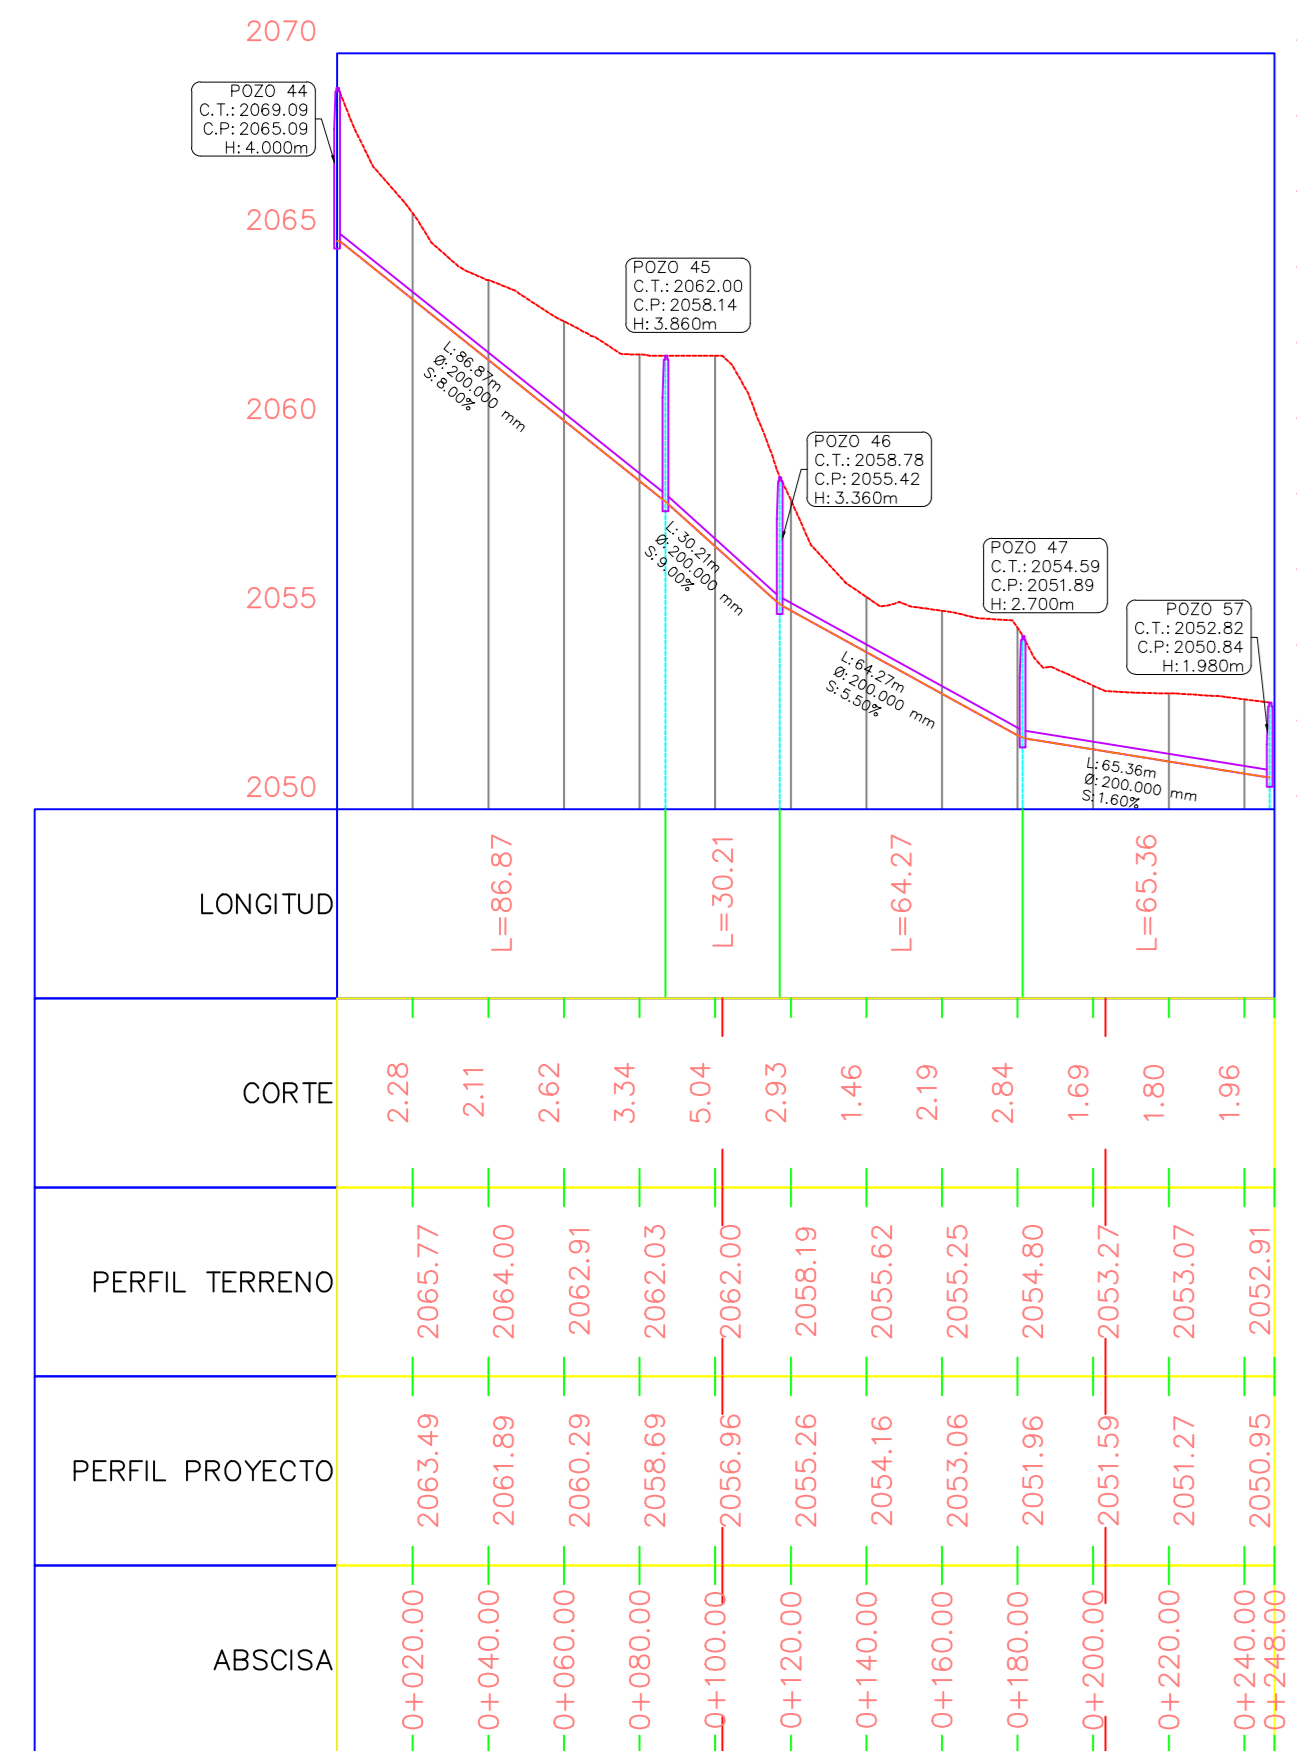 2070
POZO 44
C.T.: 2069.09
C.P: 2065.09
H: 4.000m
2065
POZO 45
C.T.: 2062.00
C.P: 2058.14
H: 3.860m
L: 86.87m
Ø: 200.000 mm
S: 8.00%
2060
POZO 46
C.T.: 2058.78
C.P: 2055.42
H: 3.360m
L: 30.21m
Ø: 200.000 mm
S: 9.00%
POZO 47
C.T.: 2054.59
C.P: 2051.89
H: 2.700m
2055
POZO 57
C.T.: 2052.82
C.P: 2050.84
H: 1.980m
L: 64.27m
Ø: 200.000 mm
S: 5.50%
L: 65.36m
Ø: 200.000 mm
S: 1.60%
2050
LONGITUD
L=86.87
L=30.21
L=64.27
L=65.36
CORTE
2.28
2.11
2.62
3.34
5.04
2.93
1.46
2.19
2.84
1.69
1.80
1.96
PERFIL TERRENO
2065.77
2064.00
2062.91
2062.03
2062.00
2058.19
2055.62
2055.25
2054.80
2053.27
2053.07
2052.91
PERFIL PROYECTO
2063.49
2061.89
2060.29
2058.69
2056.96
2055.26
2054.16
2053.06
2051.96
2051.59
2051.27
2050.95
ABSCISA
0+020.00
0+040.00
0+060.00
0+080.00
0+100.00
0+120.00
0+140.00
0+160.00
0+180.00
0+200.00
0+220.00
0+240.00
0+248.00